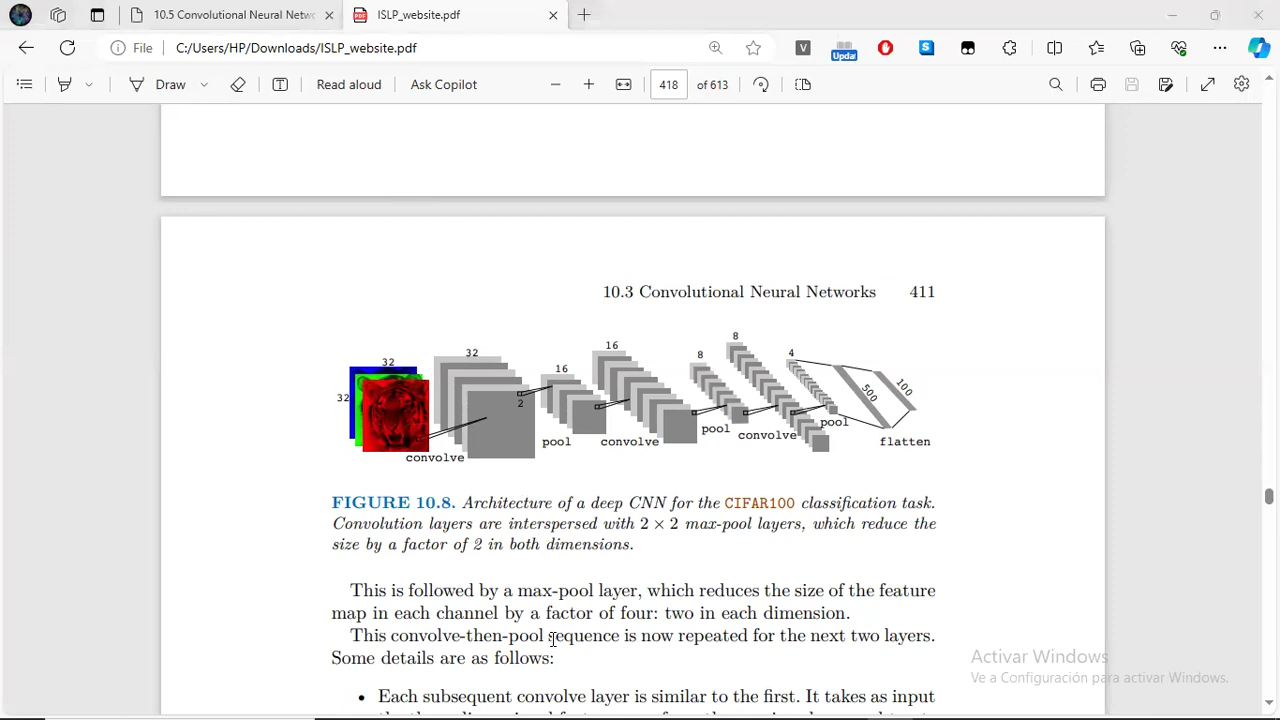 10.5 Convolutional Neural Netwo
ISLP_website.pdf
File
C:/Users/HP/Downloads/ISLP_website.pdf
V
Updat
S
Draw
Read aloud
Ask Copilot
418
of 613
10.3 Convolutional Neural Networks 411
32
32
32
2
16
16
8
8
4
500
100
convolve
pool
convolve
pool
convolve
pool
flatten
FIGURE 10.8. Architecture of a deep CNN for the CIFAR100 classification task.
Convolution layers are interspersed with 2 × 2 max-pool layers, which reduce the
size by a factor of 2 in both dimensions.
This is followed by a max-pool layer, which reduces the size of the feature
map in each channel by a factor of four: two in each dimension.
This convolve-then-pool sequence is now repeated for the next two layers.
Some details are as follows:
• Each subsequent convolve layer is similar to the first. It takes as input
Activar Windows
Ve a Configuración para activar Windows.